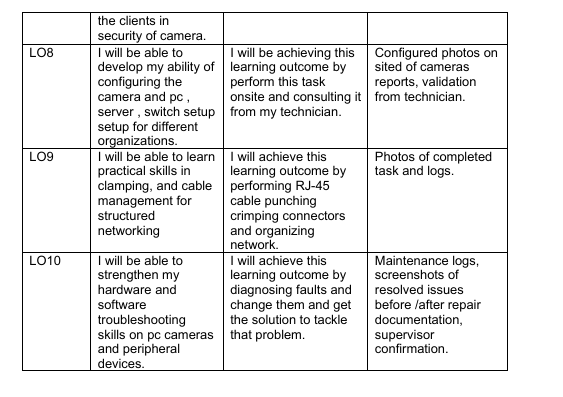 the clients in
security of camera.
LO8
I will be able to
develop my ability of
configuring the
camera and pc ,
server , switch setup
setup for different
organizations.
I will be achieving this
learning outcome by
perform this task
onsite and consulting it
from my technician.
Configured photos on
sited of cameras
reports, validation
from technician.
LO9
I will be able to learn
practical skills in
clamping, and cable
management for
structured
networking
I will achieve this
learning outcome by
performing RJ-45
cable punching
crimping connectors
and organizing
network.
Photos of completed
task and logs.
LO10
I will be able to
strengthen my
hardware and
software
troubleshooting
skills on pc cameras
and peripheral
devices.
I will achieve this
learning outcome by
diagnosing faults and
change them and get
the solution to tackle
that problem.
Maintenance logs,
screenshots of
resolved issues
before /after repair
documentation,
supervisor
confirmation.